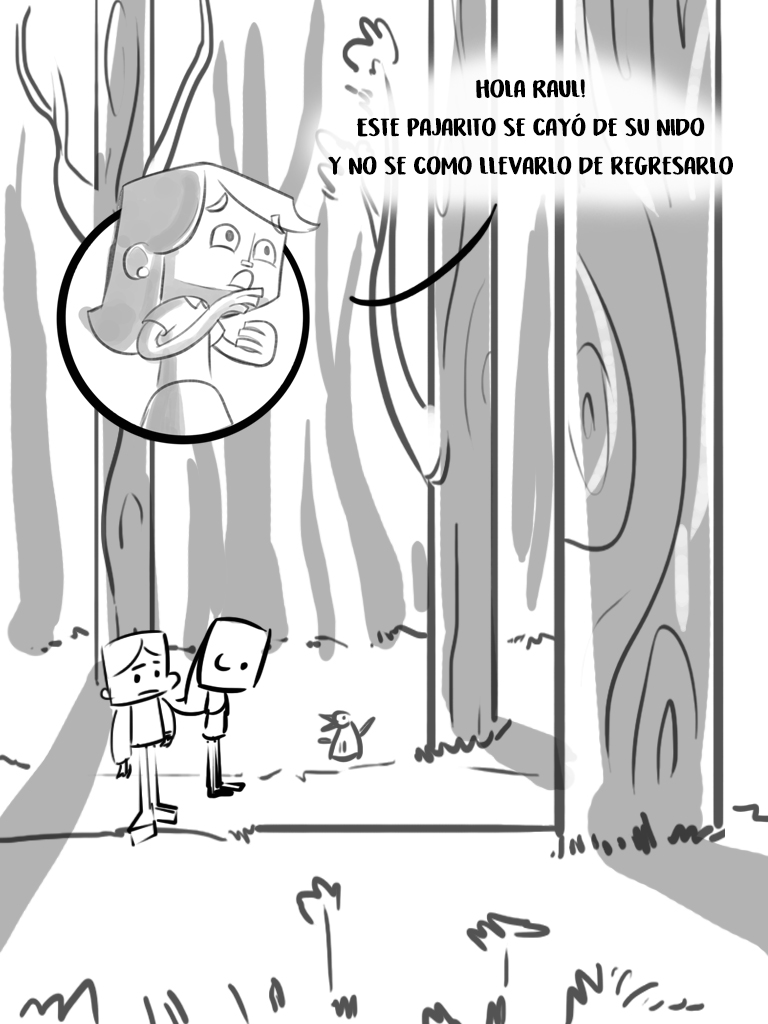 HOLA RAUL!
ESTE PAJARITO SE CAYÓ DE SU NIDO
Y NO SE COMO LLEVARLO DE REGRESARLO